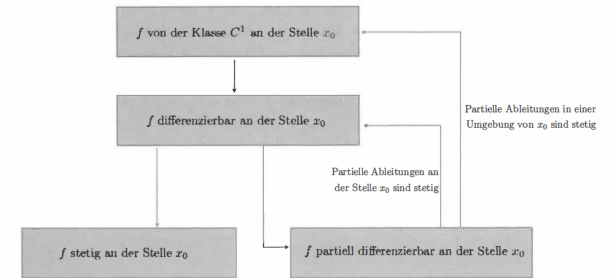 f von der Klasse C¹ an der Stelle x₀
f differenzierbar an der Stelle x₀
Partielle Ableitungen in einer
Umgebung von x₀ sind stetig
Partielle Ableitungen an
der Stelle x₀ sind stetig
f stetig an der Stelle x₀
f partiell differenzierbar an der Stelle x₀